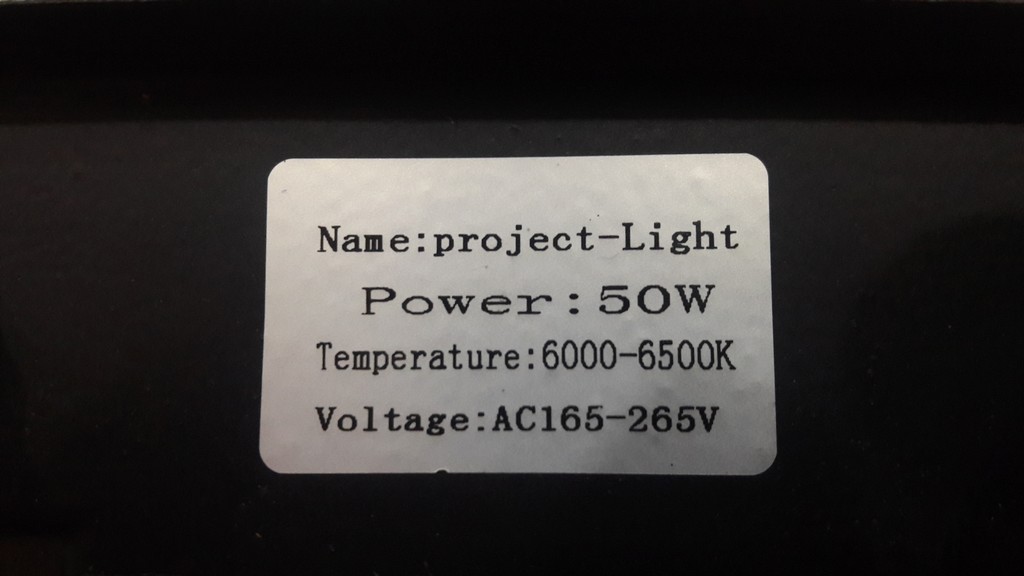 Name:project-Light
Power:50W
Temperature:6000-6500K
Voltage:AC165-265V